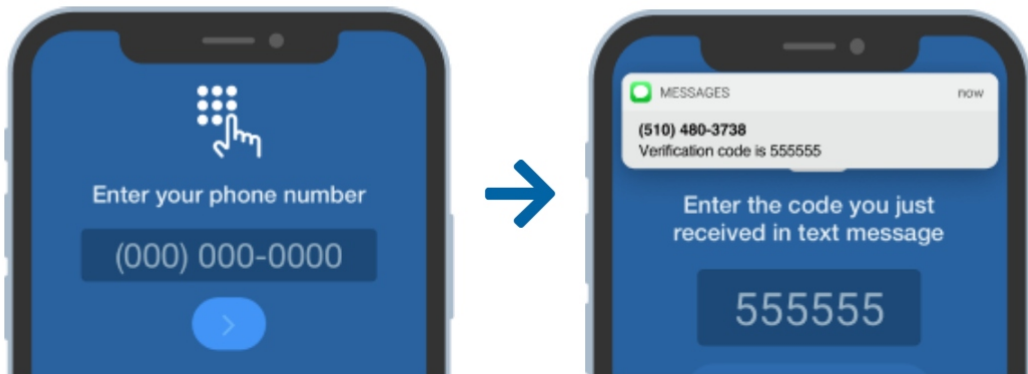 Enter your phone number
(000) 000-0000
MESSAGES now
(510) 480-3738
Verification code is 555555
Enter the code you just
received in text message
555555